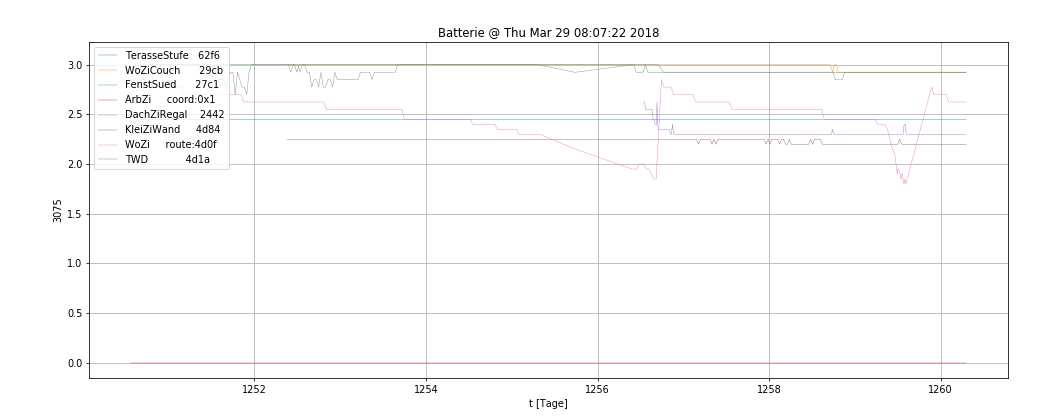 Batterie @ Thu Mar 29 08:07:22 2018
3.0
2.5
2.0
1.5
1.0
0.5
0.0
3075
TerasseStufe 62f6
WoZiCouch 29cb
FenstSued 27c1
ArbZi coord:0x1
DachZiRegal 2442
KleiZiWand 4d84
WoZi route:4d0f
TWD 4d1a
1252 1254 1256 1258 1260
t [Tage]